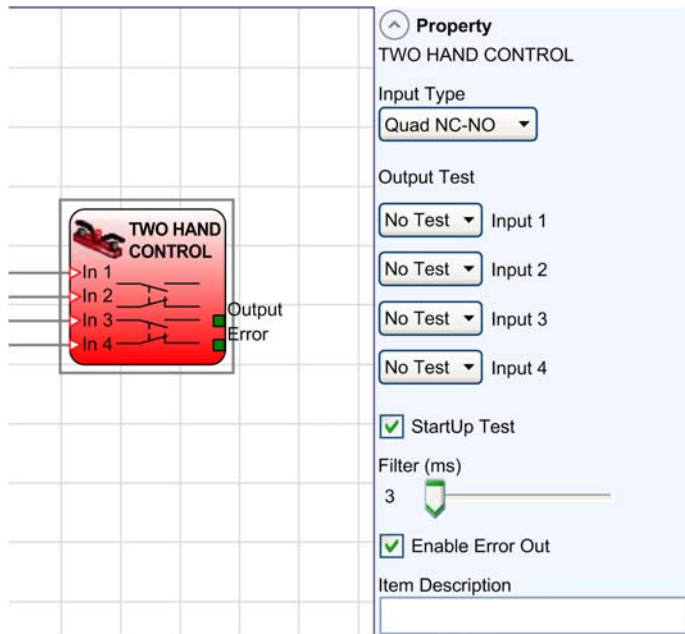 TWO HAND
CONTROL
In 1
In 2
In 3
In 4
Output
Error
Property
TWO HAND CONTROL
Input Type
Quad NC-NO
Output Test
No Test Input 1
No Test Input 2
No Test Input 3
No Test Input 4
StartUp Test
Filter (ms)
3
Enable Error Out
Item Description